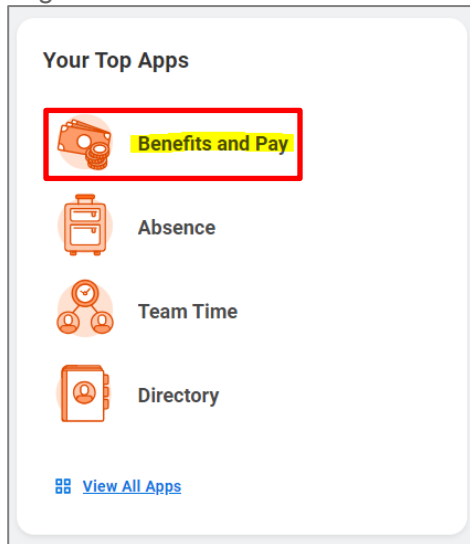 Your Top Apps
Benefits and Pay
Absence
Team Time
Directory
View All Apps